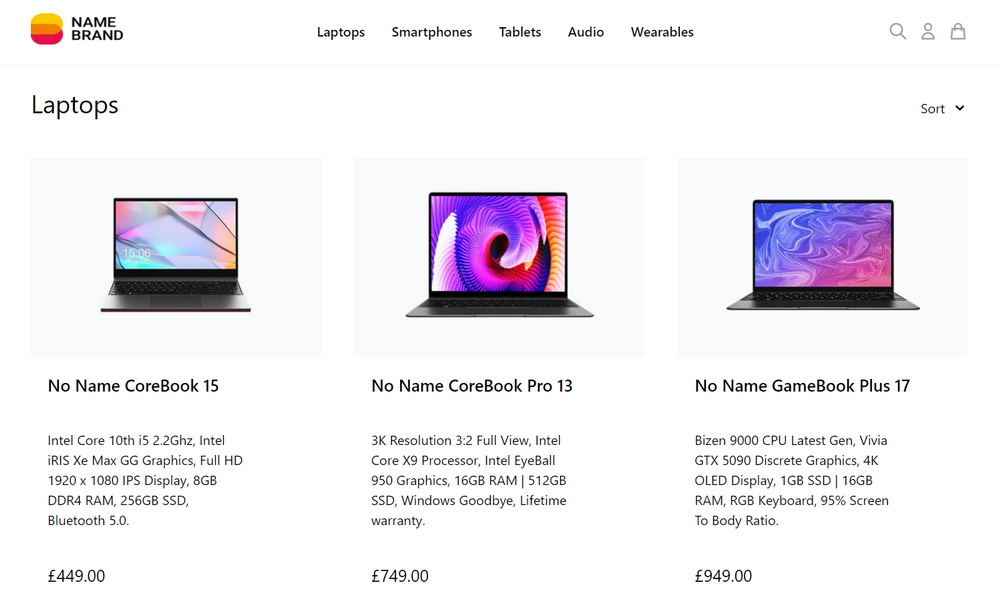 NAME
BRAND
Laptops Smartphones Tablets Audio Wearables
Laptops
Sort
15:06
No Name CoreBook 15
Intel Core 10th i5 2.2Ghz, Intel
iRIS Xe Max GG Graphics, Full HD
1920 x 1080 IPS Display, 8GB
DDR4 RAM, 256GB SSD,
Bluetooth 5.0.
£449.00
No Name CoreBook Pro 13
3K Resolution 3:2 Full View, Intel
Core X9 Processor, Intel EyeBall
950 Graphics, 16GB RAM | 512GB
SSD, Windows Goodbye, Lifetime
warranty.
£749.00
No Name GameBook Plus 17
Bizen 9000 CPU Latest Gen, Vivia
GTX 5090 Discrete Graphics, 4K
OLED Display, 1GB SSD | 16GB
RAM, RGB Keyboard, 95% Screen
To Body Ratio.
£949.00